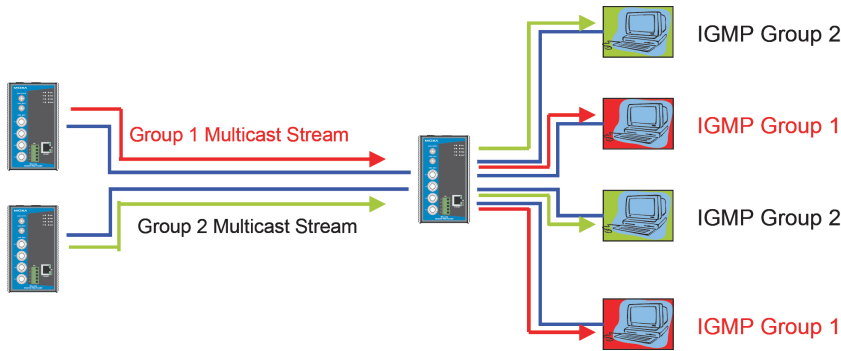 IGMP Group 2
IGMP Group 1
Group 1 Multicast Stream
IGMP Group 2
Group 2 Multicast Stream
IGMP Group 1